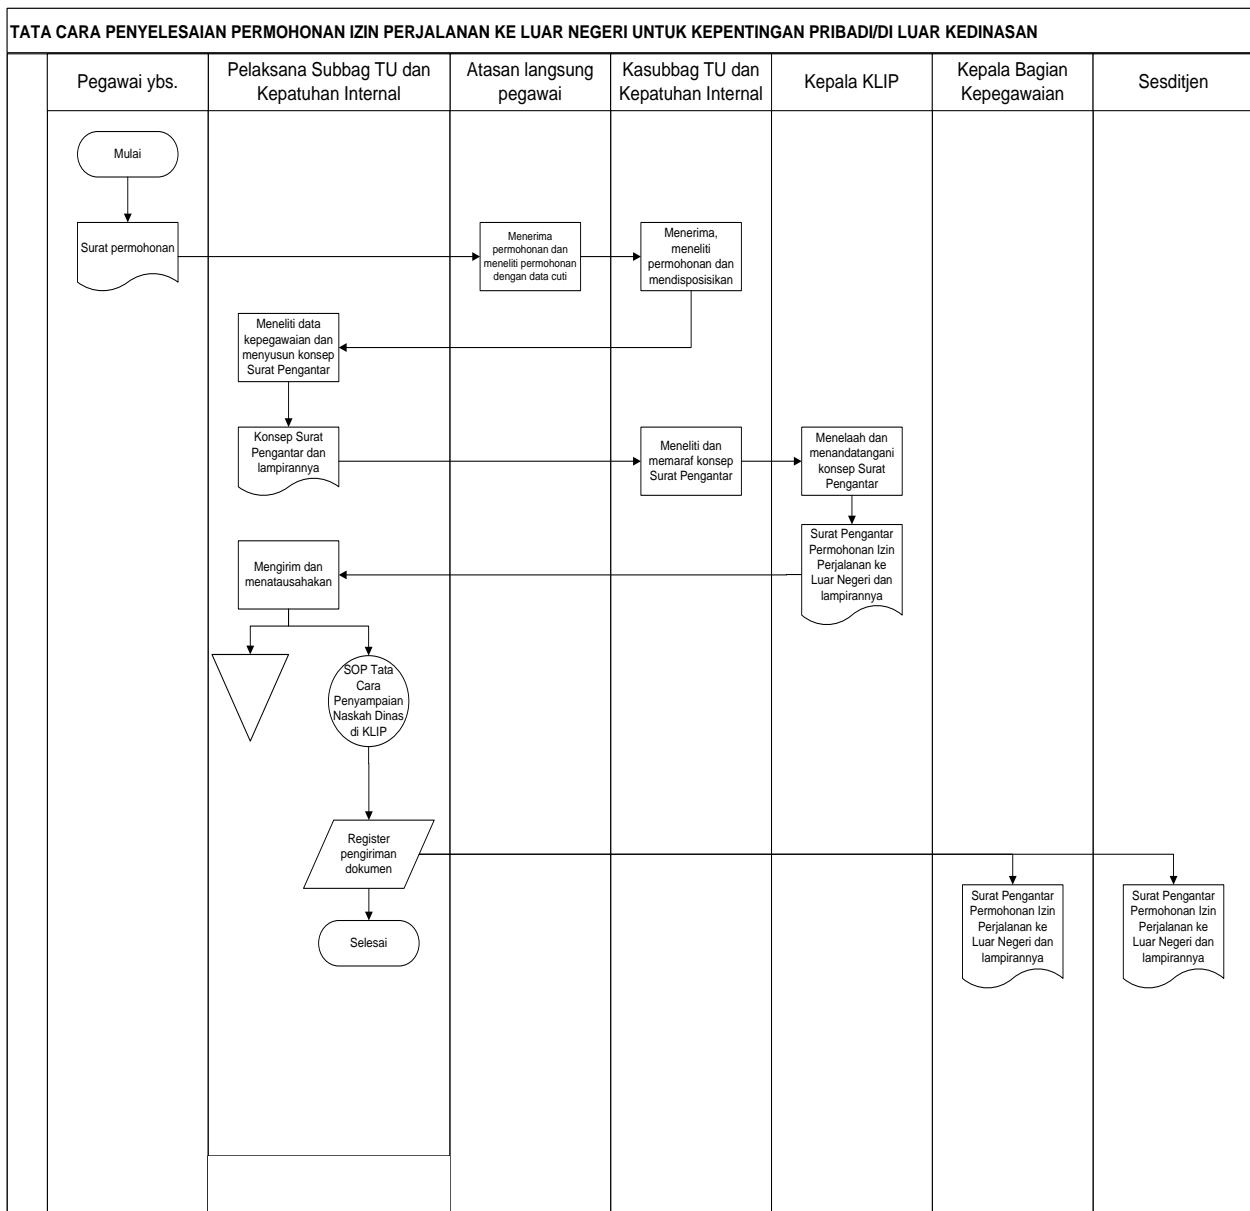 TATA CARA PENYELESAIAN PERMOHONAN IZIN PERJALANAN KE LUAR NEGERI UNTUK KEPENTINGAN PRIBADI/DI LUAR KEDINASAN
Pegawai ybs.
Pelaksana Subbag TU dan
Kepatuhan Internal
Atasan langsung
pegawai
Kasubbag TU dan
Kepatuhan Internal
Kepala KLIP
Kepala Bagian
Kepegawaian
Sesditjen
Mulai
Surat permohonan
Menerima
permohonan dan
meneliti permohonan
dengan data cuti
Menerima,
meneliti
permohonan dan
mendisposisikan
Meneliti data
kepegawaian dan
menyusun konsep
Surat Pengantar
Konsep Surat
Pengantar dan
lampirannya
Meneliti dan
memaraf konsep
Surat Pengantar
Menelaah dan
menandatangani
konsep Surat
Pengantar
Surat Pengantar
Permohonan Izin
Perjalanan ke
Luar Negeri dan
lampirannya
Mengirim dan
menatausahakan
SOP Tata
Cara
Penyampaian
Naskah Dinas
di KLIP
Register
pengiriman
dokumen
Surat Pengantar
Permohonan Izin
Perjalanan ke
Luar Negeri dan
lampirannya
Surat Pengantar
Permohonan Izin
Perjalanan ke
Luar Negeri dan
lampirannya
Selesai